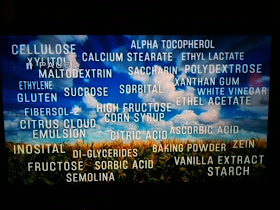 CELLULOSE
ALPHA TOCOPHEROL
CALCIUM STEARATE
ETHYL LACTATE
MALTODEXTRIN
SACCHARIN
POLYDEXTROSE
XANTHAN GUM
ETHYLENE
GLUTEN
SUCROSE
SORBITAL
WHITE VINEGAR
ETHEL ACETATE
FIBERSOL
HIGH FRUCTOSE
CORN SYRUP
CITRUS CLOUD
EMULSION
CITRIC ACID
ASCORBIC ACID
INOSITAL
DI-GLYCERIDES
BAKING POWDER
ZEIN
FRUCTOSE
SORBIC ACID
VANILLA EXTRACT
SEMOLINA
STARCH